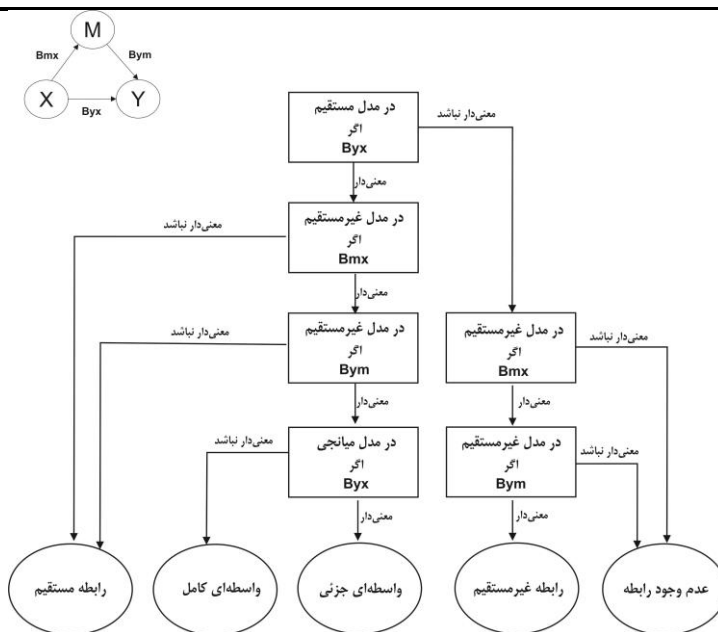 M
Bmx
Bym
X
Y
Byx
در مدل مستقیم
اگر
Byx
معنی‌دار نباشد
معنی‌دار
در مدل غیرمستقیم
اگر
Bmx
معنی‌دار نباشد
معنی‌دار
در مدل غیرمستقیم
اگر
Bym
معنی‌دار نباشد
معنی‌دار
در مدل غیرمستقیم
اگر
Bmx
معنی‌دار نباشد
معنی‌دار
در مدل میانجی
اگر
Byx
معنی‌دار نباشد
معنی‌دار
در مدل غیرمستقیم
اگر
Bym
معنی‌دار نباشد
معنی‌دار
رابطه مستقیم
واسطه‌ای کامل
واسطه‌ای جزئی
رابطه غیرمستقیم
عدم وجود رابطه